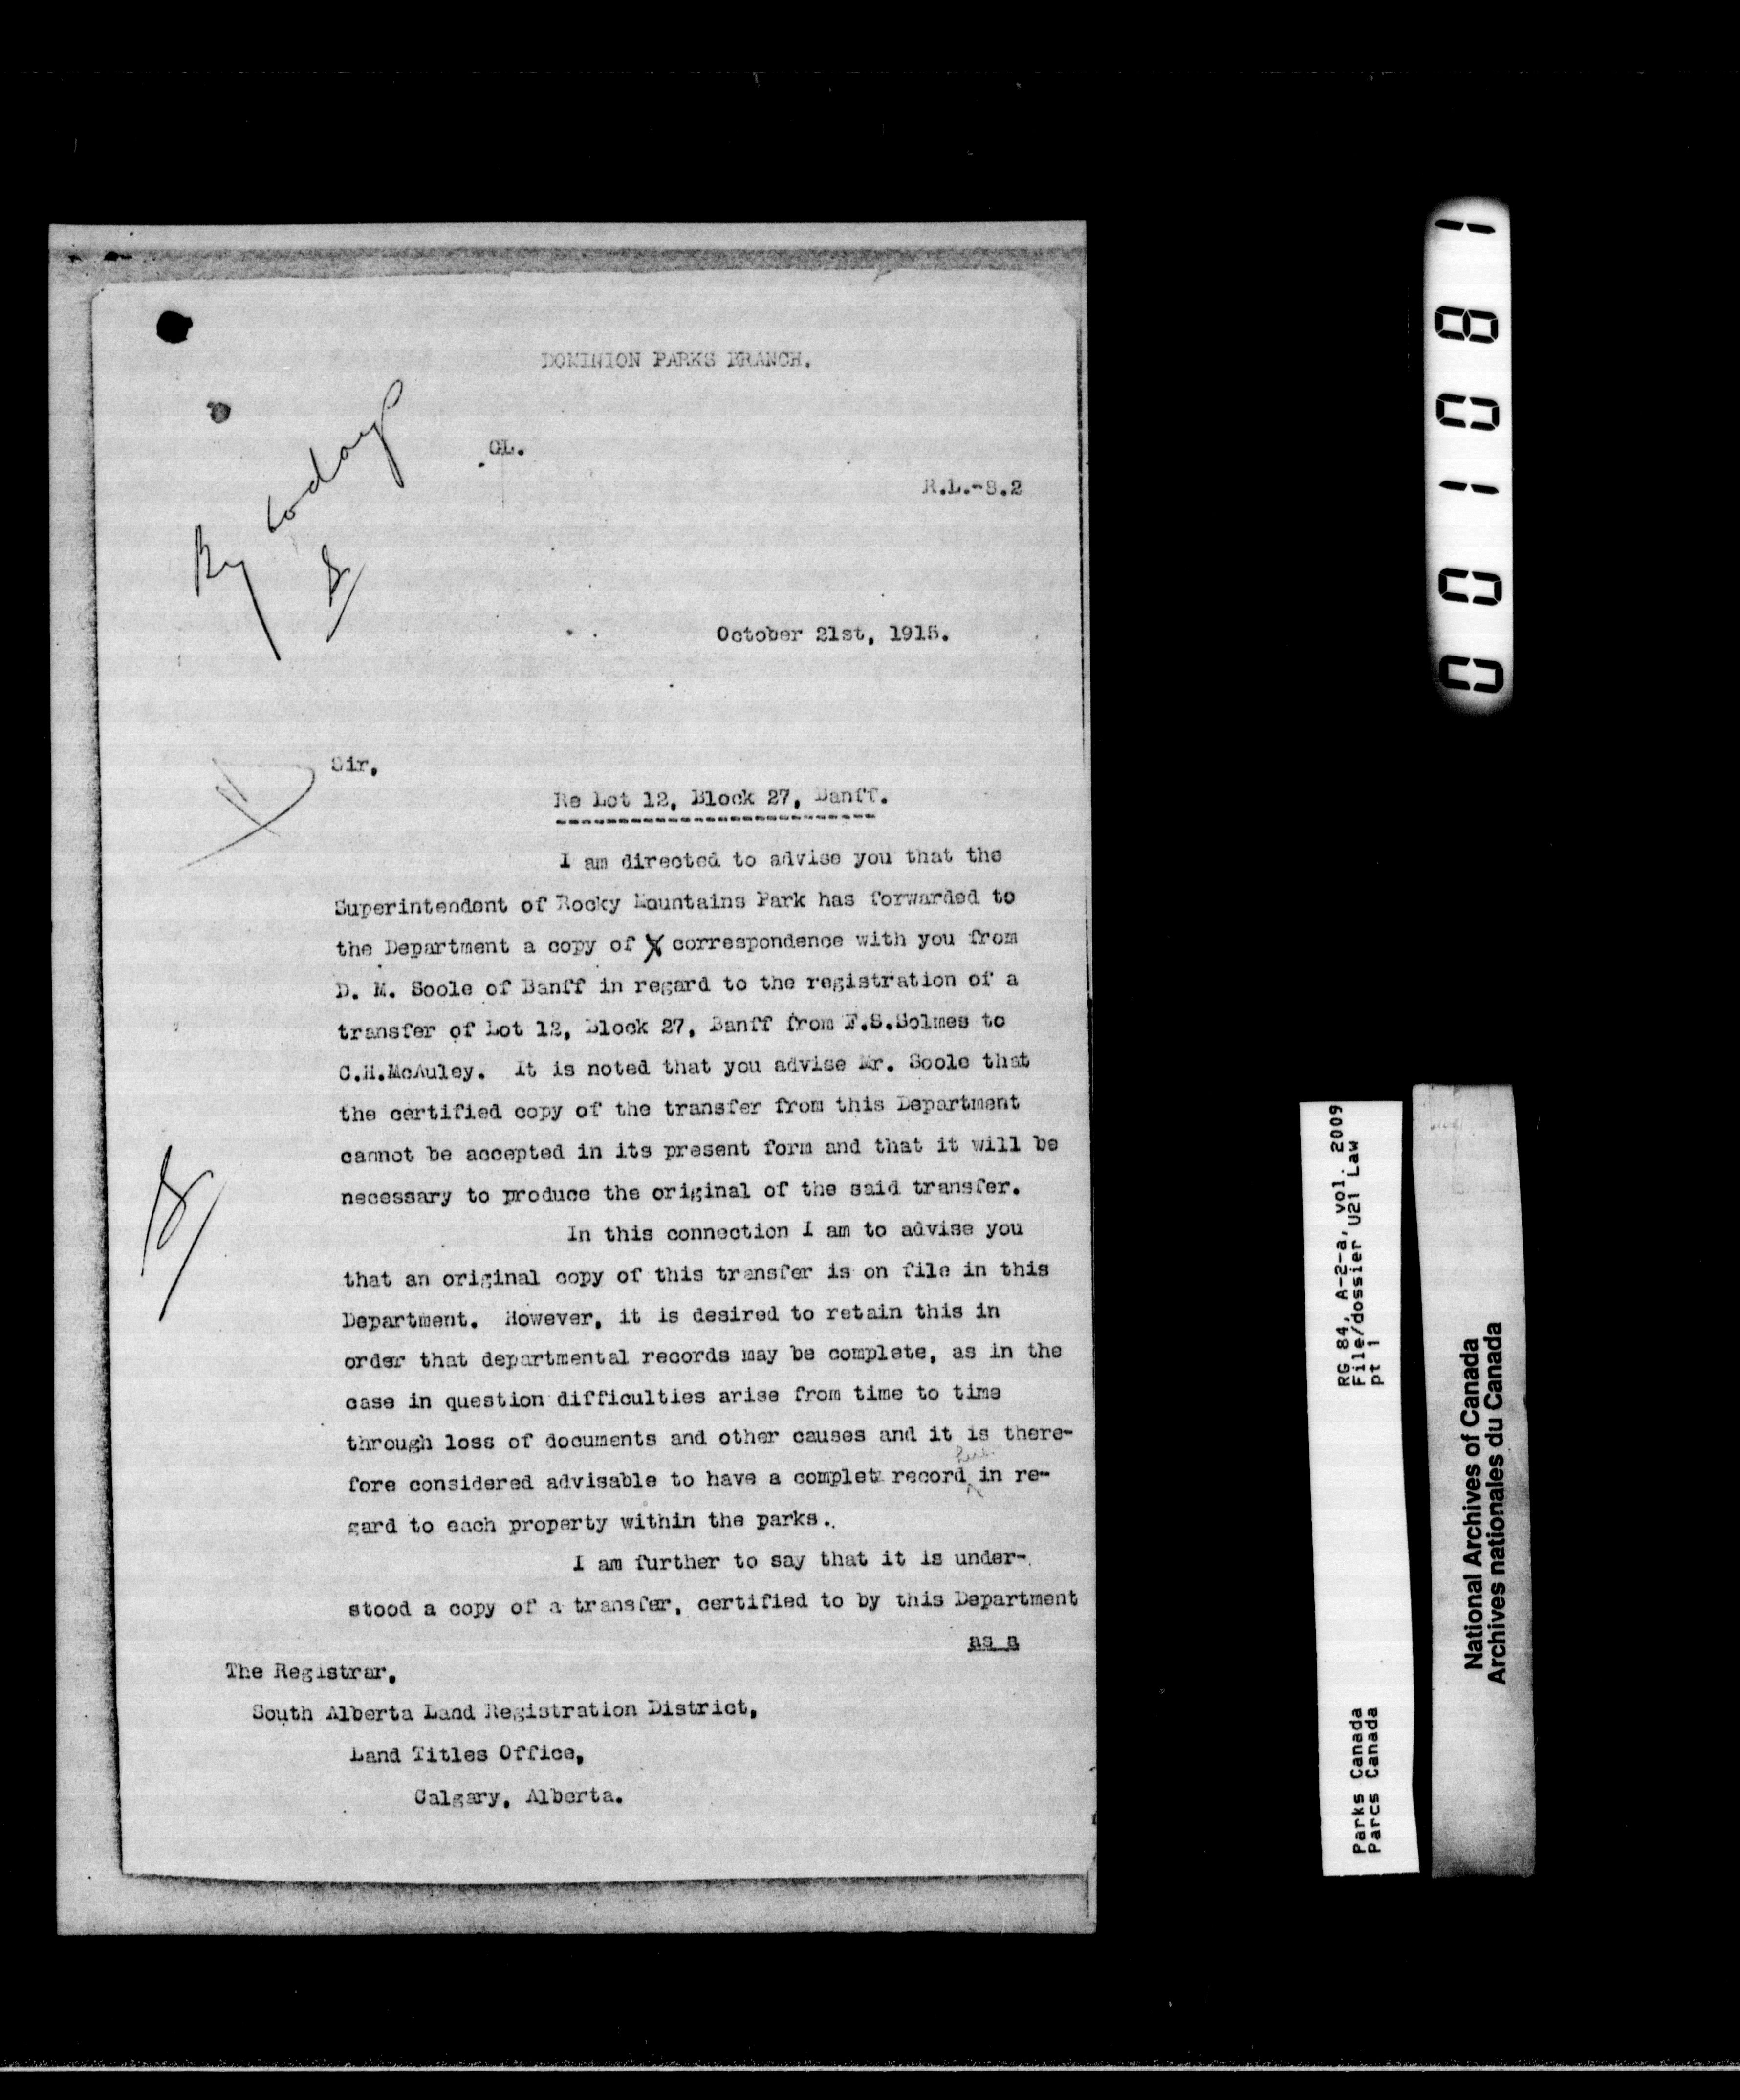 DOMINION PARKS BRANCH.
GL.
R.L.-S.2
today
October 21st, 1915.
Sir,
Re Lot 12, Block 27, Banff.
I am directed to advise you that the
Superintendent of Rocky Mountains Park has forwarded to
the Department a copy of correspondence with you from
D. M. Soole of Banff in regard to the registration of a
transfer of Lot 12, Block 27, Banff from F.S.Solmes to
C.H.McAuley. It is noted that you advise Mr. Soole that
the certified copy of the transfer from this Department
cannot be accepted in its present form and that it will be
necessary to produce the original of the said transfer.
In this connection I am to advise you
that an original copy of this transfer is on file in this
Department. However, it is desired to retain this in
order that departmental records may be complete, as in the
case in question difficulties arise from time to time
through loss of documents and other causes and it is there-
fore considered advisable to have a complete record here in re-
gard to each property within the parks.
I am further to say that it is under-
stood a copy of a transfer, certified to by this Department
as a
The Registrar,
South Alberta Land Registration District,
Land Titles Office,
Calgary, Alberta.
001081
RG 84, A-2-a, vol. 2009
File/dossier U21 Law
pt 1
Parks Canada
Parcs Canada
National Archives of Canada
Archives nationales du Canada